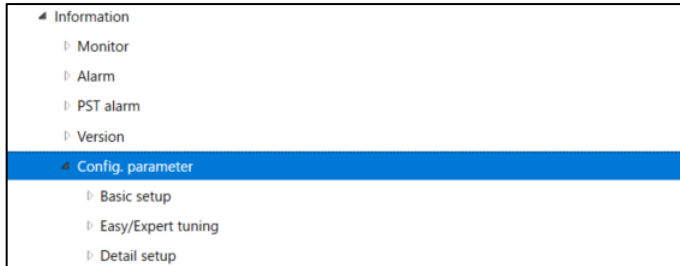 Information
Monitor
Alarm
PST alarm
Version
Config. parameter
Basic setup
Easy/Expert tuning
Detail setup